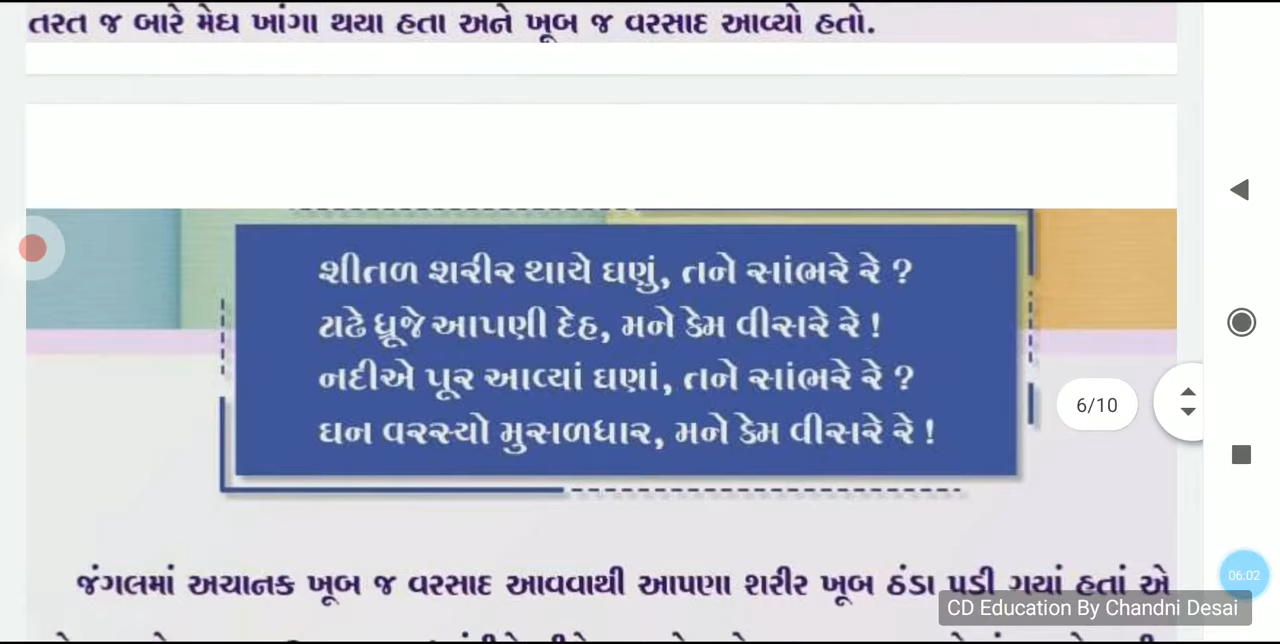 તરત જ બારે મેઘ ખાંગા થયા હતા અને ખૂબ જ વરસાદ આવ્યો હતો.
શીતળ શરીર થાયે ઘણું, તને સાંભરે રે ?
ટાઢે ધ્રૂજે આપણી દેહ, મને કેમ વીસરે રે !
નદીએ પૂર આવ્યાં ઘણાં, તને સાંભરે રે ?
ઘન વરસ્યો મુસળધાર, મને કેમ વીસરે રે !
6/10
જંગલમાં અચાનક ખૂબ જ વરસાદ આવવાથી આપણા શરીર ખૂબ ઠંડા પડી ગયાં હતાં એ
06:02
CD Education By Chandni Desai